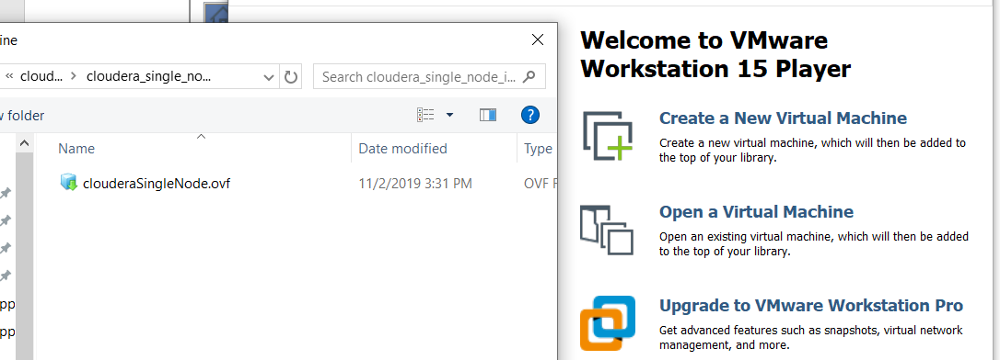 ine
« cloud... > cloudera_single_no...
Search cloudera_single_node_i...
v folder
?
Name
Date modified
Type
clouderaSingleNode.ovf
11/2/2019 3:31 PM
OVF F
pp
pp
Welcome to VMware
Workstation 15 Player
Create a New Virtual Machine
Create a new virtual machine, which will then be added to
the top of your library.
Open a Virtual Machine
Open an existing virtual machine, which will then be added
to the top of your library.
Upgrade to VMware Workstation Pro
Get advanced features such as snapshots, virtual network
management, and more.